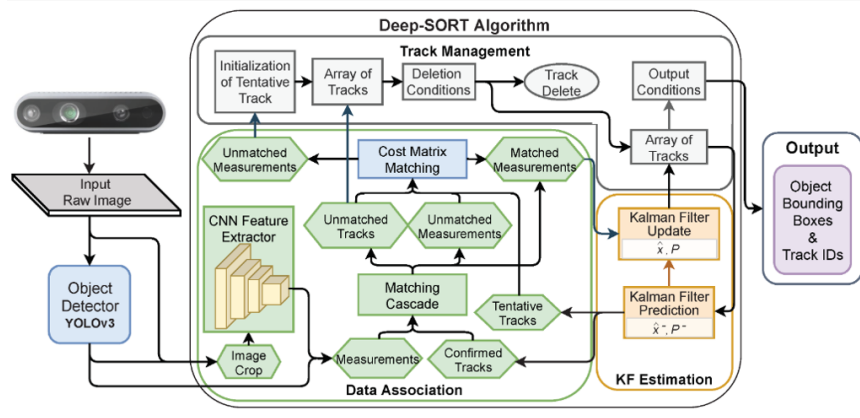 Deep-SORT Algorithm
Track Management
Initialization
of Tentative
Track
Array of
Tracks
Deletion
Conditions
Track
Delete
Output
Conditions
Array of
Tracks
Unmatched
Measurements
Cost Matrix
Matching
Matched
Measurements
Input
Raw Image
CNN Feature
Extractor
Unmatched
Tracks
Unmatched
Measurements
Matching
Cascade
Tentative
Tracks
Object
Detector
YOLOv3
Image
Crop
Measurements
Confirmed
Tracks
Data Association
Kalman Filter
Update
x̂, P
Kalman Filter
Prediction
x̂⁻, P⁻
KF Estimation
Output
Object
Bounding
Boxes
&
Track IDs